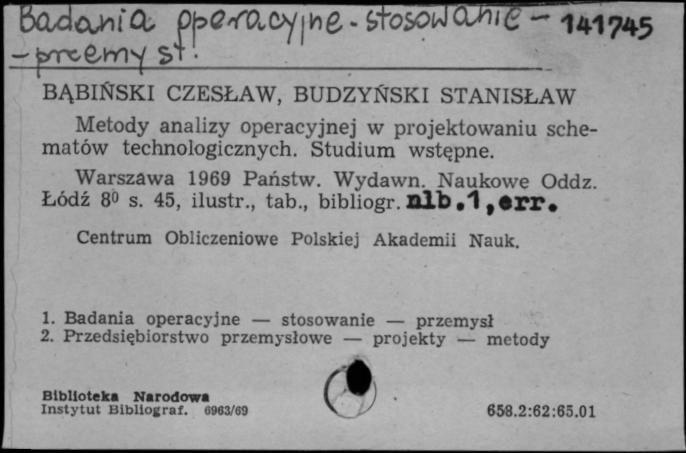 Badania operacyjne - stosowanie - 141745
- przemysł.
BĄBIŃSKI CZESŁAW, BUDZYŃSKI STANISŁAW
Metody analizy operacyjnej w projektowaniu sche-
matów technologicznych. Studium wstępne.
Warszawa 1969 Państw. Wydawn. Naukowe Oddz.
Łódź 8⁰ s. 45, ilustr., tab., bibliogr. nlb.1, err.
Centrum Obliczeniowe Polskiej Akademii Nauk.
1. Badania operacyjne — stosowanie — przemysł
2. Przedsiębiorstwo przemysłowe — projekty — metody
Biblioteka Narodowa
Instytut Bibliograf. 6963/69 658.2:62:65.01